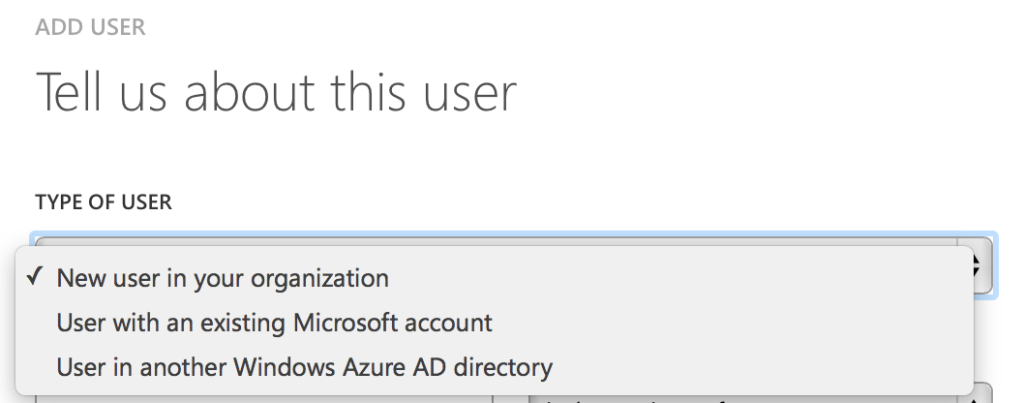 ADD USER
Tell us about this user
TYPE OF USER
✓ New user in your organization
User with an existing Microsoft account
User in another Windows Azure AD directory